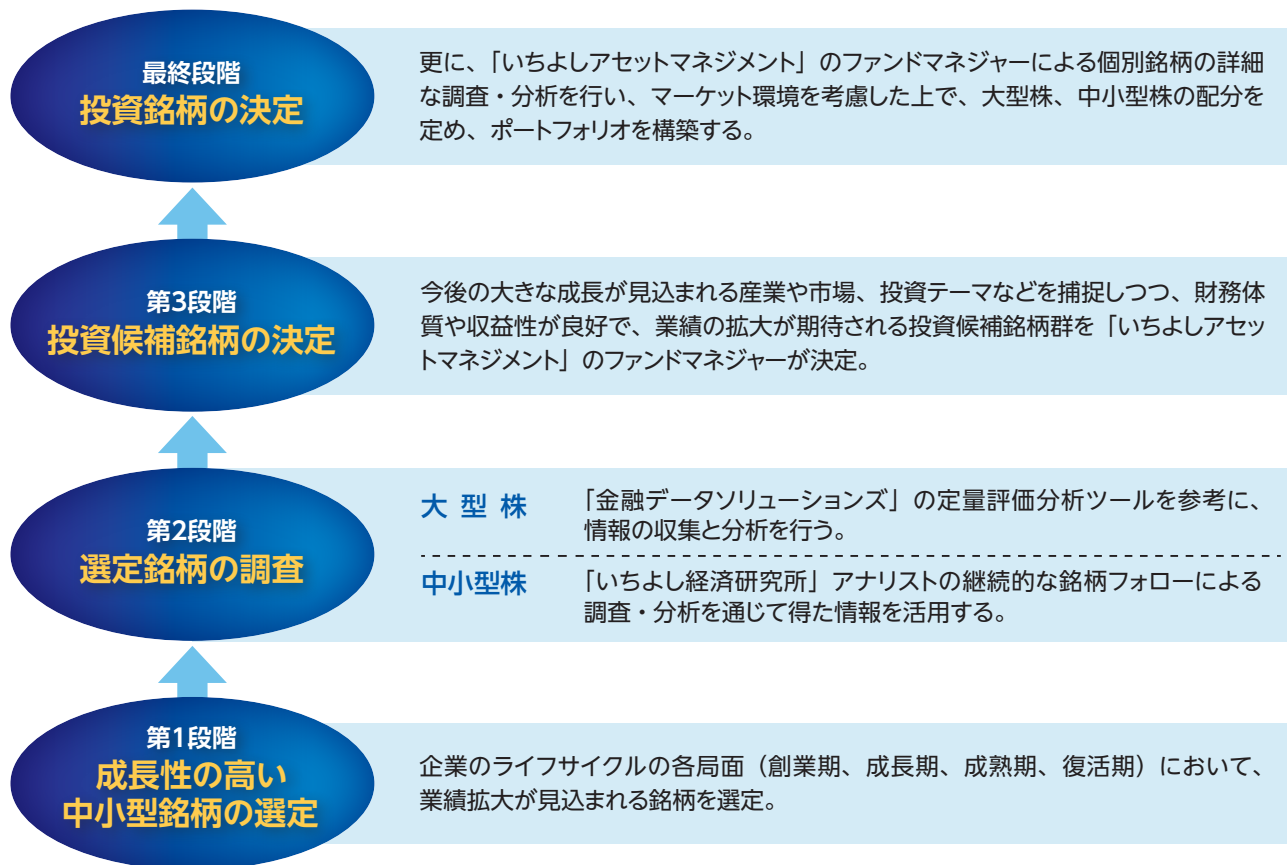 最終段階
投資銘柄の決定
更に、「いちよしアセットマネジメント」のファンドマネジャーによる個別銘柄の詳細
な調査・分析を行い、マーケット環境を考慮した上で、大型株、中小型株の配分を
定め、ポートフォリオを構築する。
第3段階
投資候補銘柄の決定
今後の大きな成長が見込まれる産業や市場、投資テーマなどを捕捉しつつ、財務体
質や収益性が良好で、業績の拡大が期待される投資候補銘柄群を「いちよしアセッ
トマネジメント」のファンドマネジャーが決定。
第2段階
選定銘柄の調査
大型株 「金融データソリューションズ」の定量評価分析ツールを参考に、
情報の収集と分析を行う。
中小型株 「いちよし経済研究所」アナリストの継続的な銘柄フォローによる
調査・分析を通じて得た情報を活用する。
第1段階
成長性の高い
中小型銘柄の選定
企業のライフサイクルの各局面（創業期、成長期、成熟期、復活期）において、
業績拡大が見込まれる銘柄を選定。